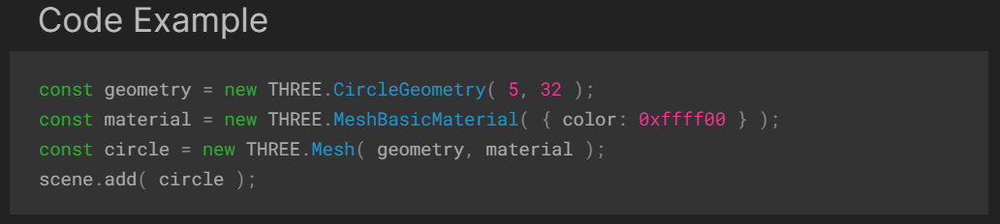 Code Example
const geometry = new THREE.CircleGeometry( 5, 32 );
const material = new THREE.MeshBasicMaterial( { color: 0xffff00 } );
const circle = new THREE.Mesh( geometry, material );
scene.add( circle );